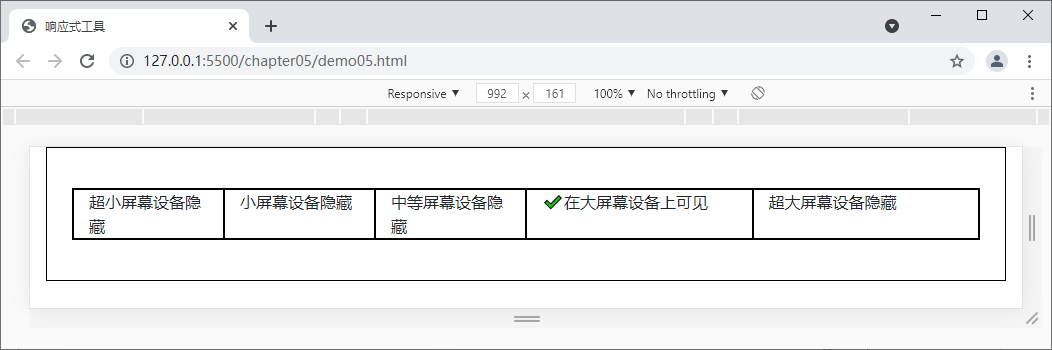 响应式工具
127.0.0.1:5500/chapter05/demo05.html
Responsive 992 × 161 100% No throttling
超小屏幕设备隐藏
小屏幕设备隐藏
中等屏幕设备隐藏
在大屏幕设备上可见
超大屏幕设备隐藏